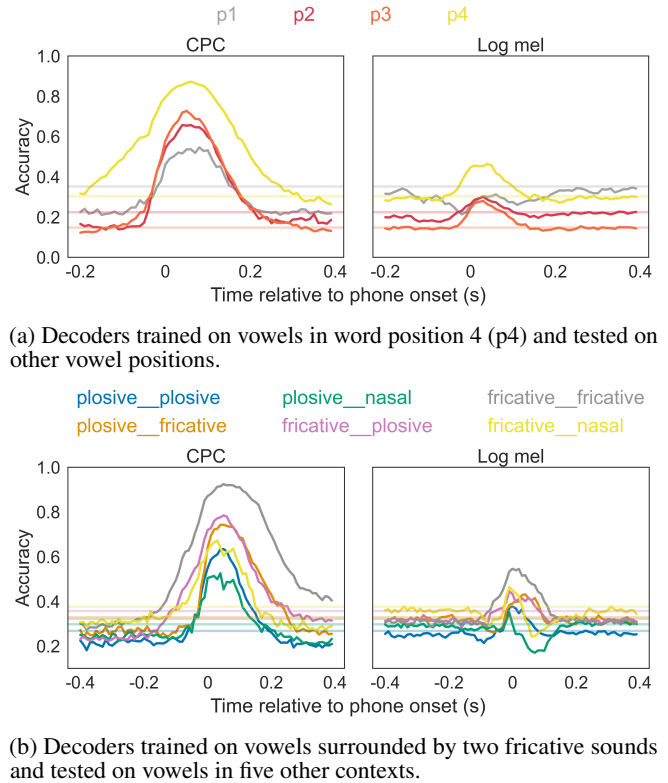 p1 p2 p3 p4
CPC Log mel
1.0
0.8
0.6
0.4
0.2
0.0
Accuracy
-0.2 0 0.2 0.4 -0.2 0 0.2 0.4
Time relative to phone onset (s)
(a) Decoders trained on vowels in word position 4 (p4) and tested on
other vowel positions.
plosive__plosive plosive__nasal fricative__fricative
plosive__fricative fricative__plosive fricative__nasal
CPC Log mel
1.0
0.8
0.6
0.4
0.2
Accuracy
-0.4 -0.2 0 0.2 0.4 -0.4 -0.2 0 0.2 0.4
Time relative to phone onset (s)
(b) Decoders trained on vowels surrounded by two fricative sounds
and tested on vowels in five other contexts.